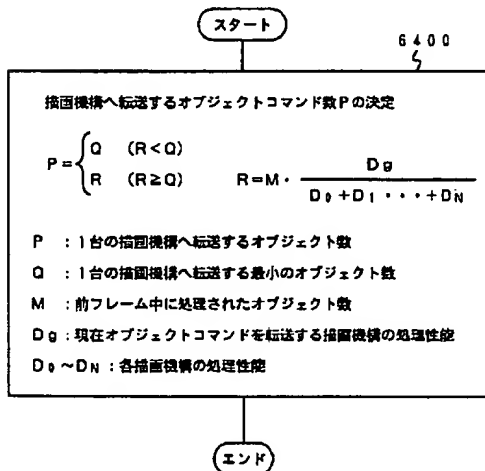 スタート
6400
描画機構へ転送するオブジェクトコマンド数Pの決定
P= { Q (R<Q)
R (R≥Q)
R=M・ Dg / D0+D1・・・+DN
P :1台の描画機構へ転送するオブジェクト数
Q :1台の描画機構へ転送する最小のオブジェクト数
M :前フレーム中に処理されたオブジェクト数
Dg:現在オブジェクトコマンドを転送する描画機構の処理性能
D0~DN:各描画機構の処理性能
エンド